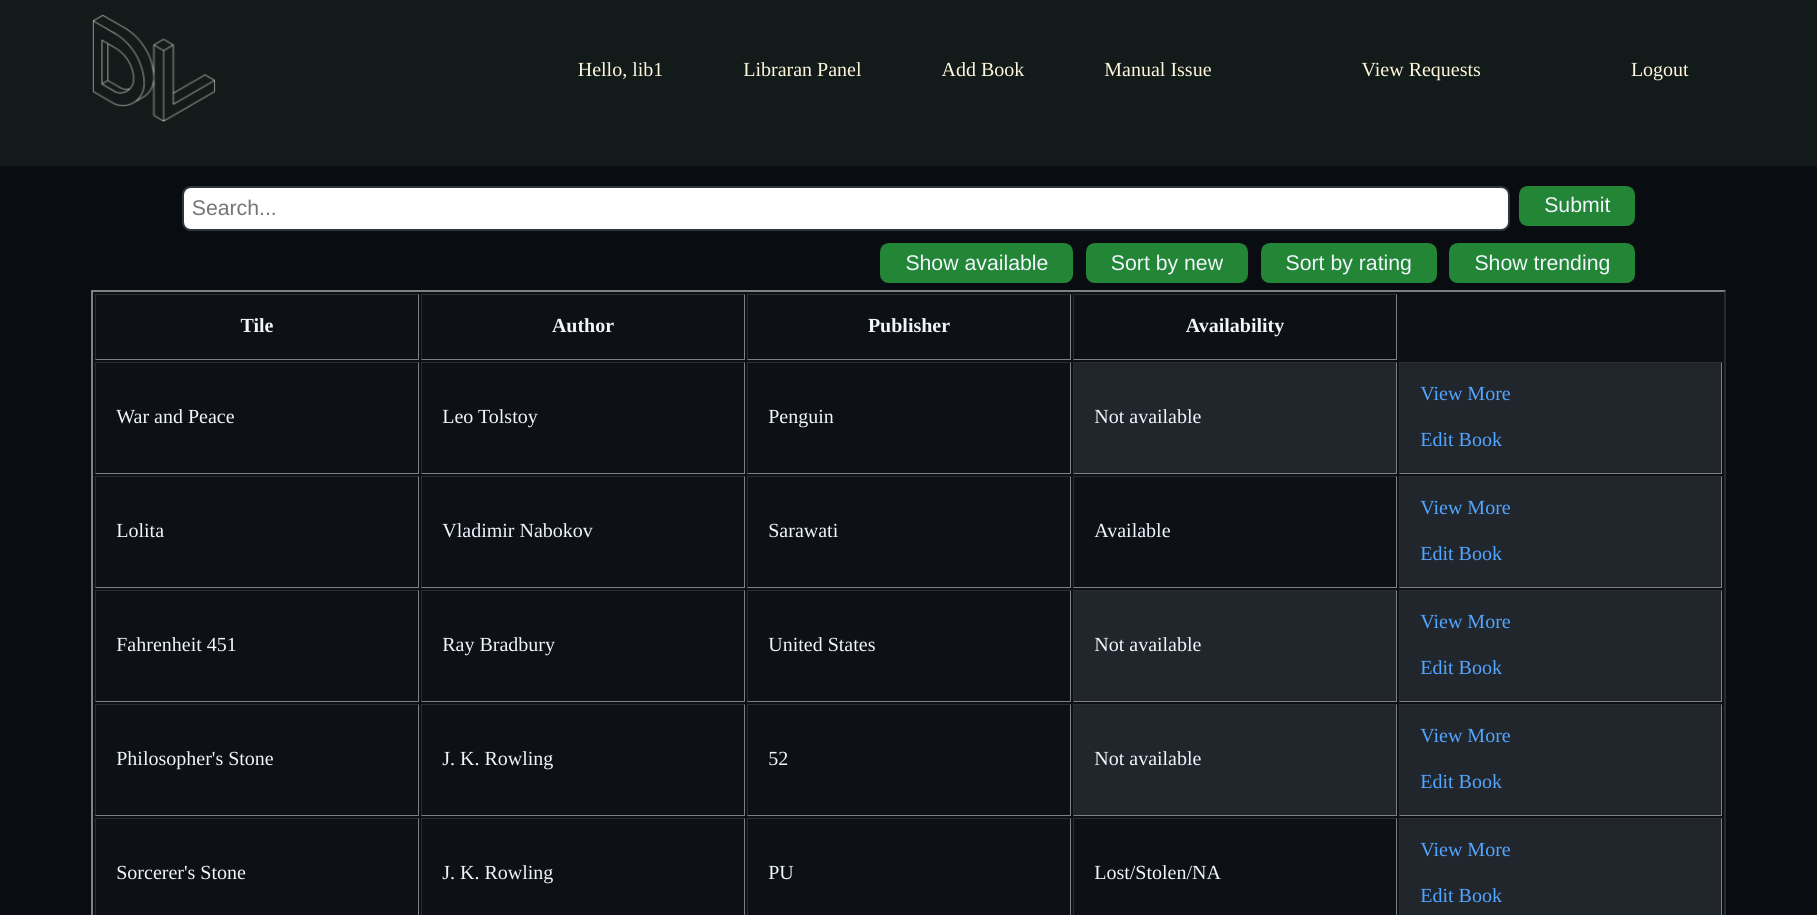 DL
Hello, lib1 Libraran Panel Add Book Manual Issue View Requests Logout
Search... Submit
Show available Sort by new Sort by rating Show trending
Tile Author Publisher Availability
War and Peace Leo Tolstoy Penguin Not available View More
Edit Book
Lolita Vladimir Nabokov Sarawati Available View More
Edit Book
Fahrenheit 451 Ray Bradbury United States Not available View More
Edit Book
Philosopher's Stone J. K. Rowling 52 Not available View More
Edit Book
Sorcerer's Stone J. K. Rowling PU Lost/Stolen/NA View More
Edit Book